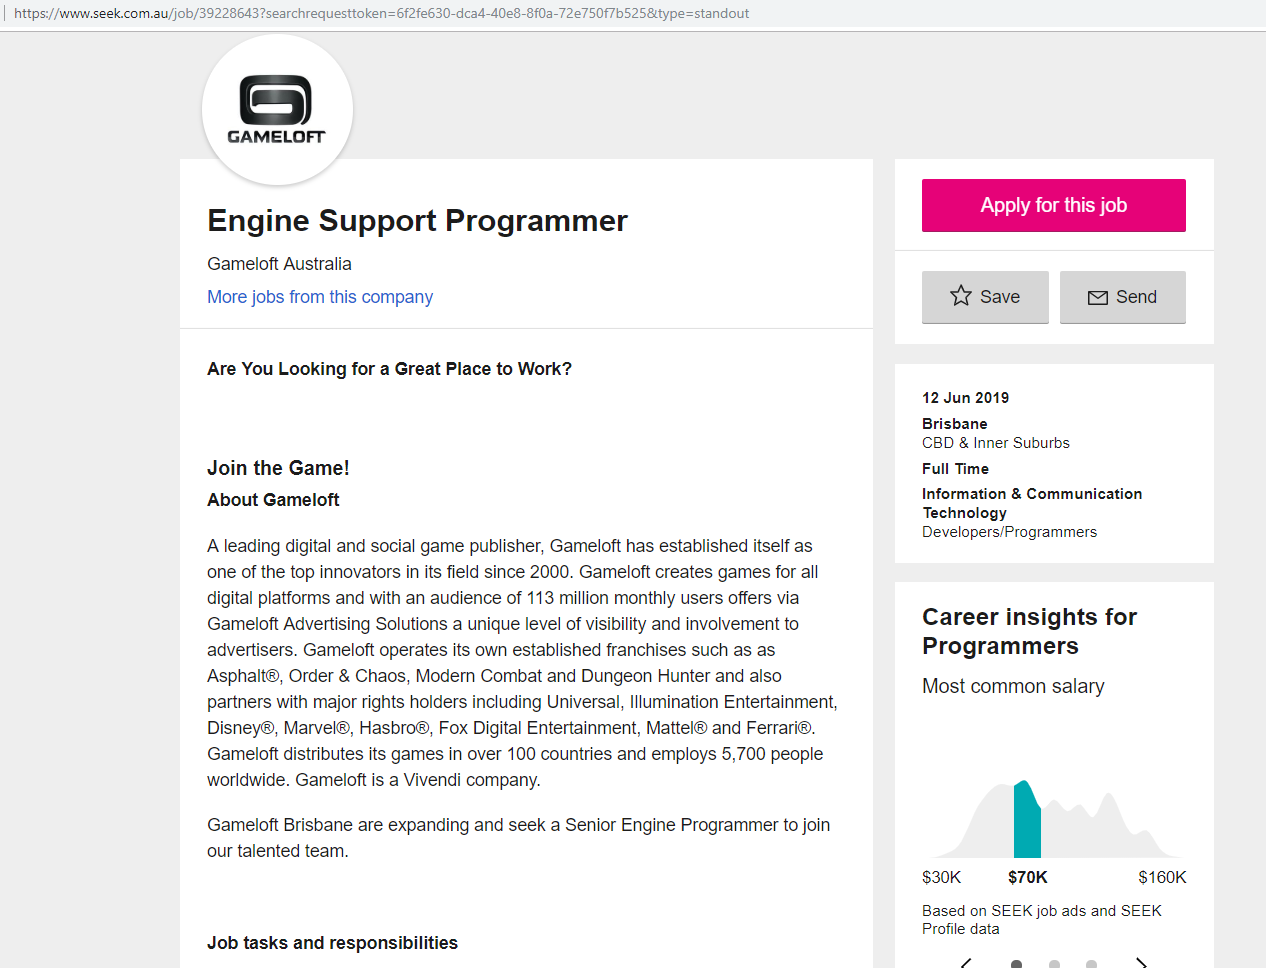 https://www.seek.com.au/job/39228643?searchrequesttoken=6f2fe630-dca4-40e8-8f0a-72e750f7b525&type=standout
GAMELOFT
Engine Support Programmer
Gameloft Australia
More jobs from this company
Are You Looking for a Great Place to Work?
Join the Game!
About Gameloft
A leading digital and social game publisher, Gameloft has established itself as
one of the top innovators in its field since 2000. Gameloft creates games for all
digital platforms and with an audience of 113 million monthly users offers via
Gameloft Advertising Solutions a unique level of visibility and involvement to
advertisers. Gameloft operates its own established franchises such as as
Asphalt®, Order & Chaos, Modern Combat and Dungeon Hunter and also
partners with major rights holders including Universal, Illumination Entertainment,
Disney®, Marvel®, Hasbro®, Fox Digital Entertainment, Mattel® and Ferrari®.
Gameloft distributes its games in over 100 countries and employs 5,700 people
worldwide. Gameloft is a Vivendi company.
Gameloft Brisbane are expanding and seek a Senior Engine Programmer to join
our talented team.
Job tasks and responsibilities
Apply for this job
Save
Send
12 Jun 2019
Brisbane
CBD & Inner Suburbs
Full Time
Information & Communication
Technology
Developers/Programmers
Career insights for
Programmers
Most common salary
$30K $70K $160K
Based on SEEK job ads and SEEK
Profile data